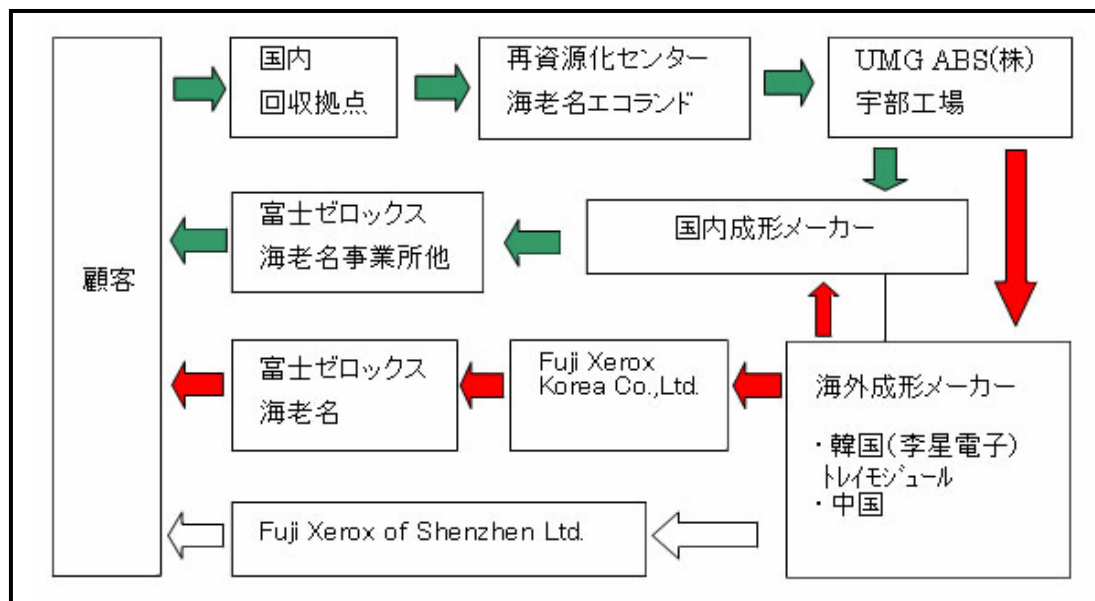 国内
回収拠点
再資源化センター
海老名エコランド
UMG ABS(株)
宇部工場
顧客
富士ゼロックス
海老名事業所他
国内成形メーカー
富士ゼロックス
海老名
Fuji Xerox
Korea Co.,Ltd.
海外成形メーカー
・韓国(李星電子)
ﾄﾚｲﾓｼﾞｭｰﾙ
・中国
Fuji Xerox of Shenzhen Ltd.